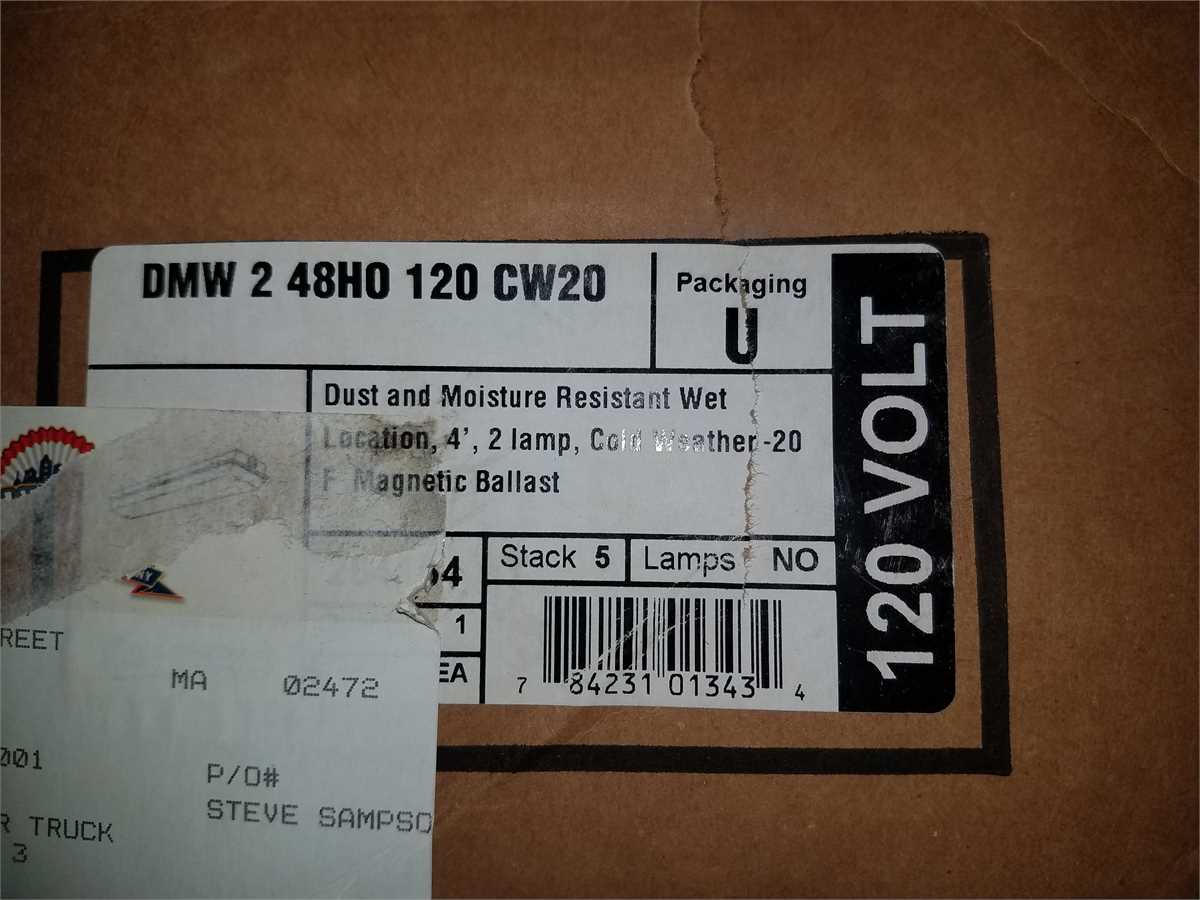 DMW 2 48HO 120 CW20
Packaging
U
120 VOLT
Dust and Moisture Resistant Wet
Location, 4', 2 lamp, Cold Weather -20
F Magnetic Ballast
Stack 5
Lamps NO
1
EA
7 84231 01343 4
REET
MA 02472
001
P/O#
STEVE SAMPSO
R TRUCK
3